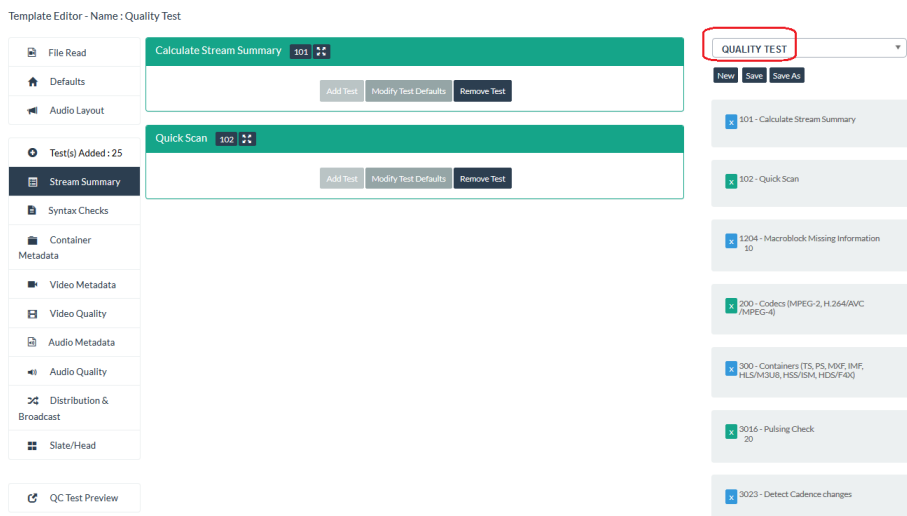 Template Editor - Name : Quality Test
File Read
Defaults
Audio Layout
Test(s) Added : 25
Stream Summary
Syntax Checks
Container
Metadata
Video Metadata
Video Quality
Audio Metadata
Audio Quality
Distribution &
Broadcast
Slate/Head
QC Test Preview
Calculate Stream Summary 101
Add Test Modify Test Defaults Remove Test
Quick Scan 102
Add Test Modify Test Defaults Remove Test
QUALITY TEST
New Save Save As
x 101 - Calculate Stream Summary
x 102 - Quick Scan
x 1204 - Macroblock Missing Information
10
x 200 - Codecs (MPEG-2, H.264/AVC
/MPEG-4)
x 300 - Containers (TS, PS, MXF, IMF,
HLS/M3U8, HSS/ISM, HDS/F4X)
x 3016 - Pulsing Check
20
x 3023 - Detect Cadence changes